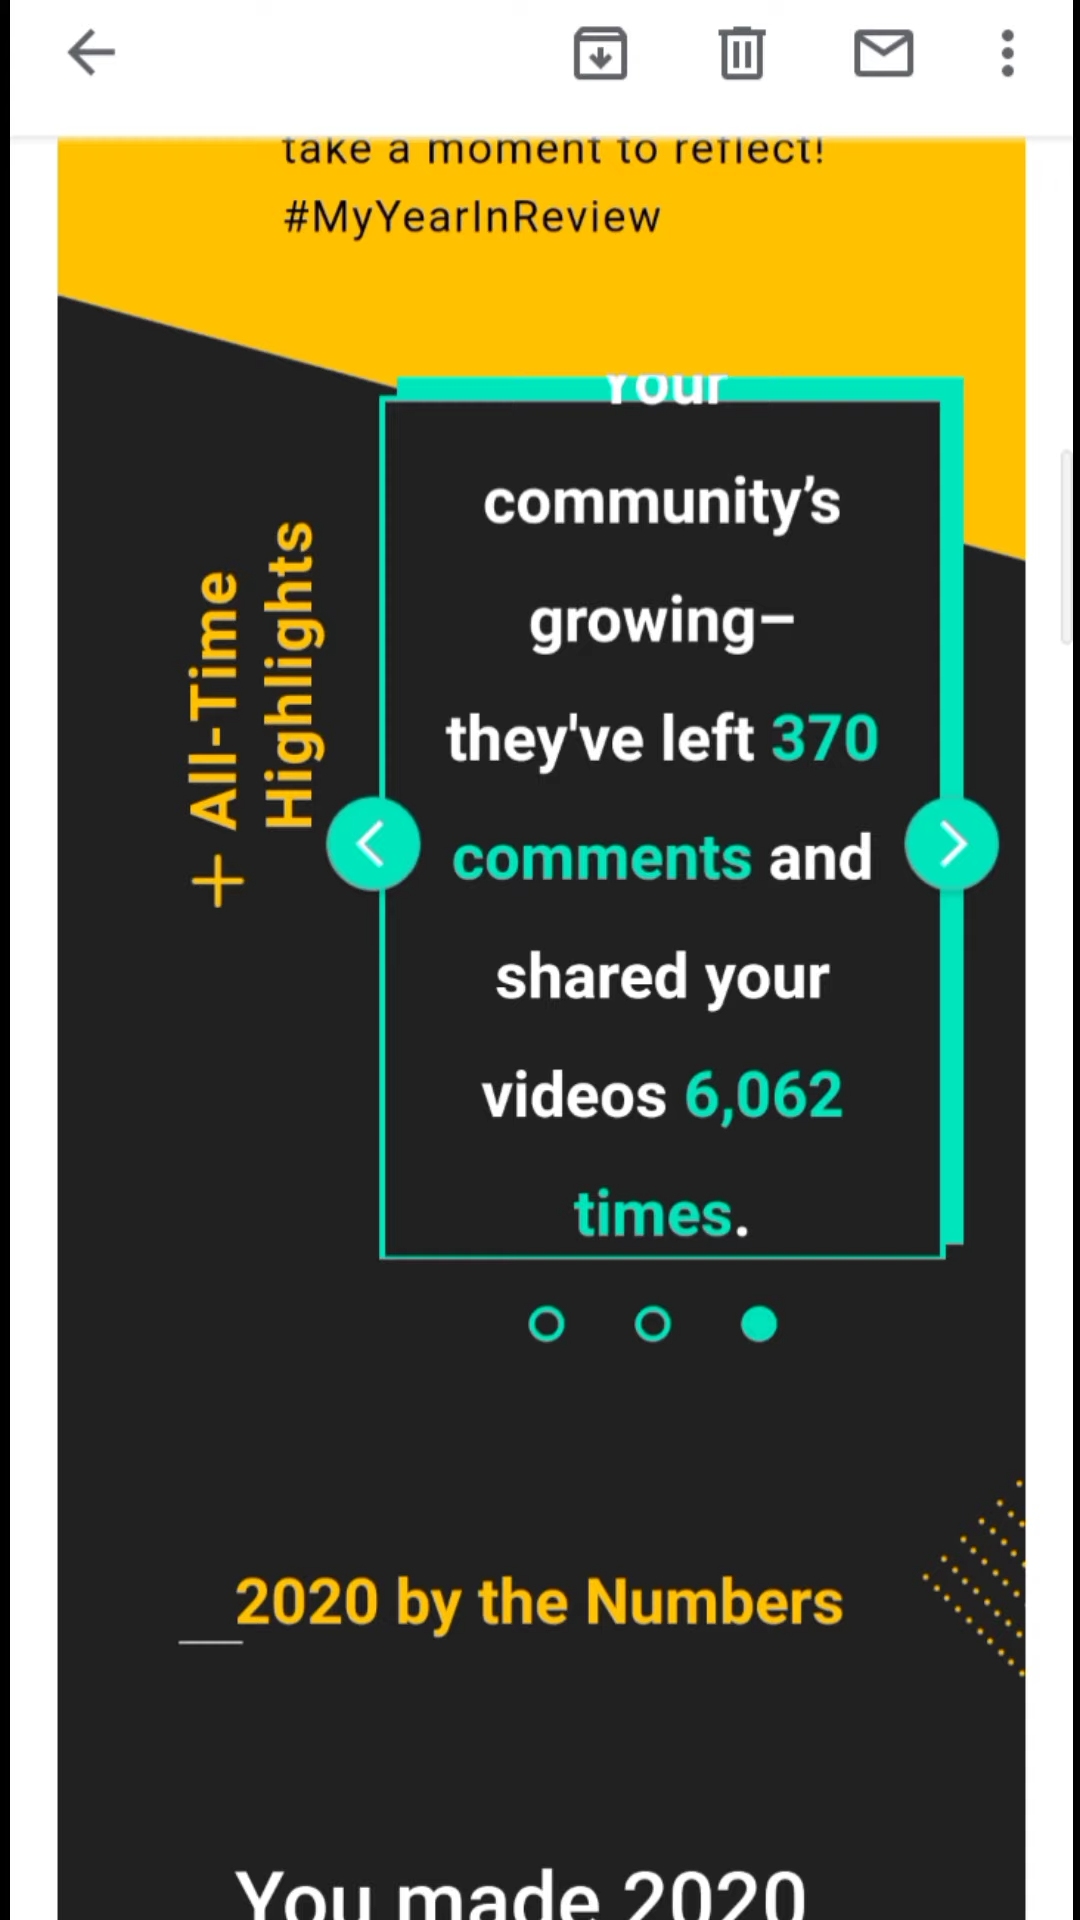 take a moment to reflect!
#MyYearInReview
+ All-Time
Highlights
Your
community’s
growing–
they've left 370
comments and
shared your
videos 6,062
times.
2020 by the Numbers
You made 2020